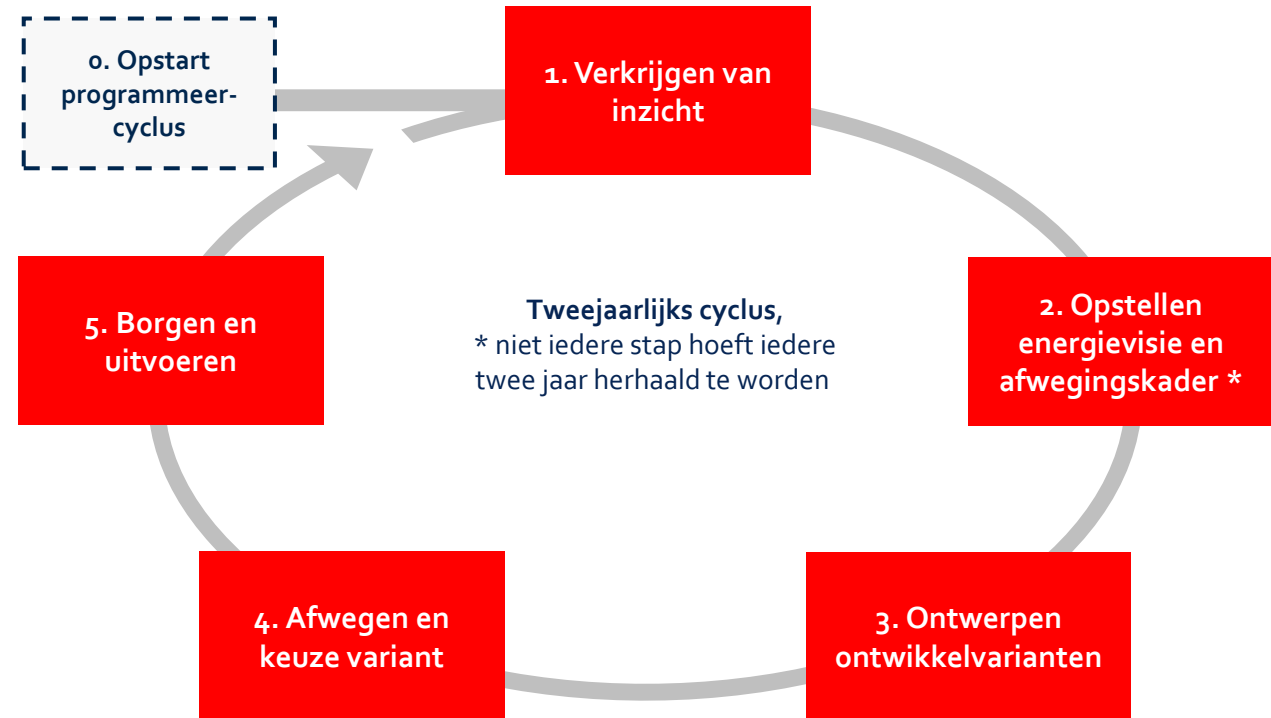 0. Opstart
programmeer-
cyclus
1. Verkrijgen van
inzicht
2. Opstellen
energievisie en
afwegingskader *
3. Ontwerpen
ontwikkelvarianten
4. Afwegen en
keuze variant
5. Borgen en
uitvoeren
Tweejaarlijks cyclus,
* niet iedere stap hoeft iedere
twee jaar herhaald te worden